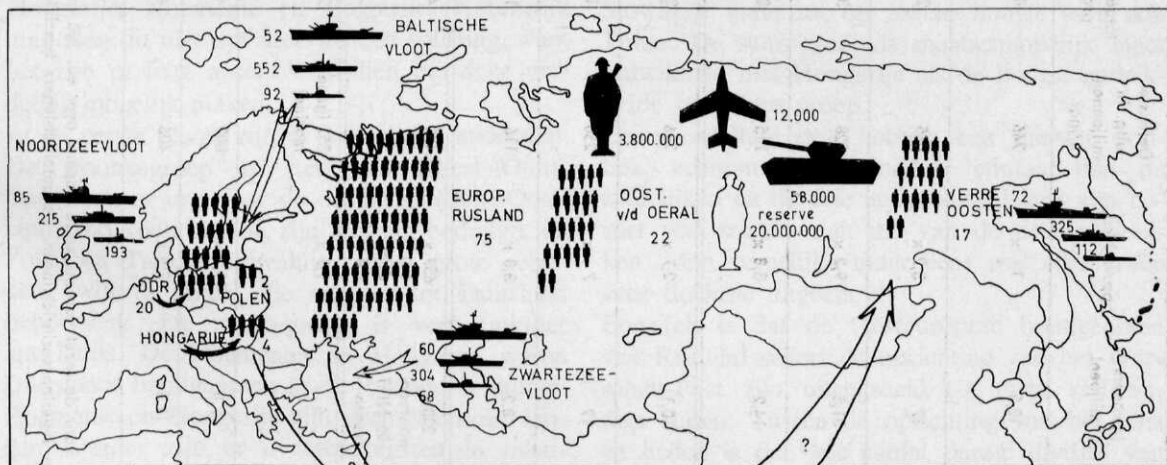 BALTISCHE
VLOOT
52
552
92
NOORDZEEVLOOT
85
215
193
DDR
20
POLEN
2
HONGARIJE
4
EUROP.
RUSLAND
75
60
304
68
ZWARTEZEE-
VLOOT
3.800.000
12.000
OOST.
v/d OERAL
22
58.000
reserve
20.000.000
VERRE
OOSTEN
17
72
325
112
?